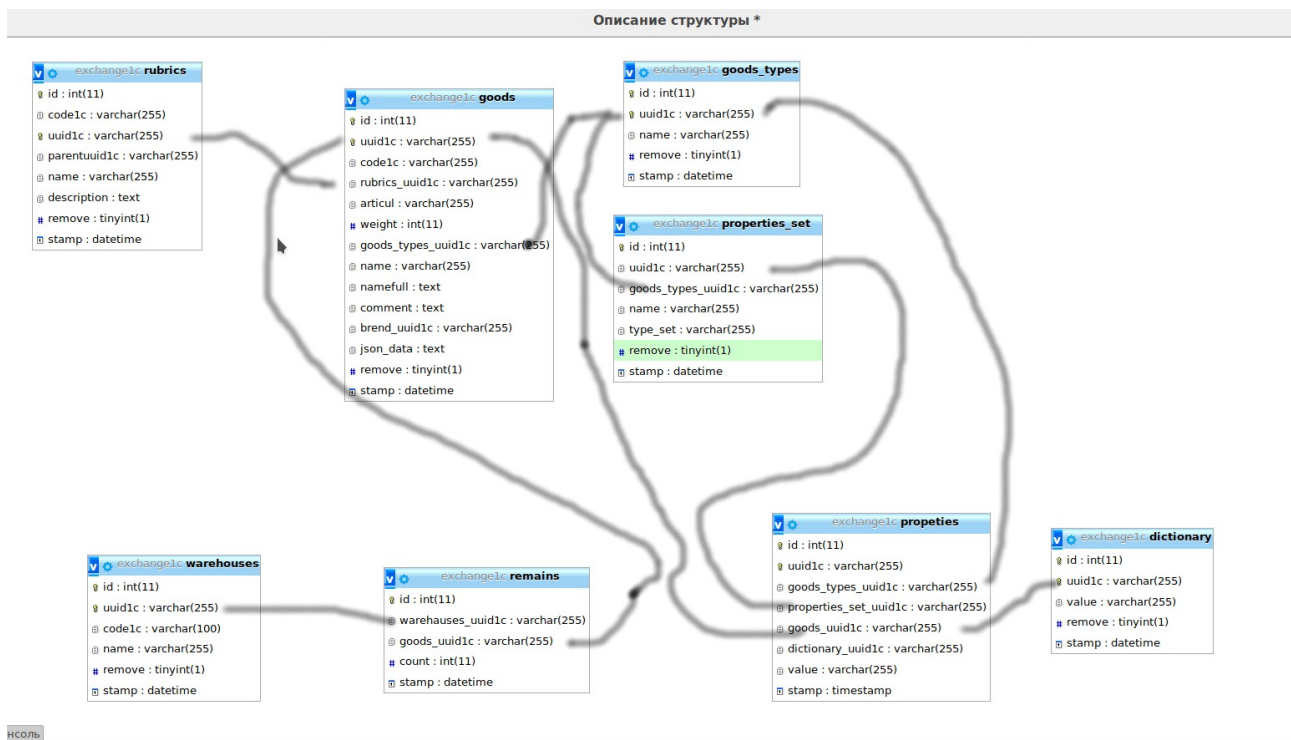 Описание структуры *
exchange1c rubrics
id : int(11)
code1c : varchar(255)
uuid1c : varchar(255)
parentuuid1c : varchar(255)
name : varchar(255)
description : text
remove : tinyint(1)
stamp : datetime
exchange1c goods
id : int(11)
uuid1c : varchar(255)
code1c : varchar(255)
rubrics_uuid1c : varchar(255)
articul : varchar(255)
weight : int(11)
goods_types_uuid1c : varchar(255)
name : varchar(255)
namefull : text
comment : text
brend_uuid1c : varchar(255)
json_data : text
remove : tinyint(1)
stamp : datetime
exchange1c goods_types
id : int(11)
uuid1c : varchar(255)
name : varchar(255)
remove : tinyint(1)
stamp : datetime
exchange1c properties_set
id : int(11)
uuid1c : varchar(255)
goods_types_uuid1c : varchar(255)
name : varchar(255)
type_set : varchar(255)
remove : tinyint(1)
stamp : datetime
exchange1c warehouses
id : int(11)
uuid1c : varchar(255)
code1c : varchar(100)
name : varchar(255)
remove : tinyint(1)
stamp : datetime
exchange1c remains
id : int(11)
warehauses_uuid1c : varchar(255)
goods_uuid1c : varchar(255)
count : int(11)
stamp : datetime
exchange1c propeties
id : int(11)
uuid1c : varchar(255)
goods_types_uuid1c : varchar(255)
properties_set_uuid1c : varchar(255)
goods_uuid1c : varchar(255)
dictionary_uuid1c : varchar(255)
value : varchar(255)
stamp : timestamp
exchange1c dictionary
id : int(11)
uuid1c : varchar(255)
value : varchar(255)
remove : tinyint(1)
stamp : datetime
нсоль